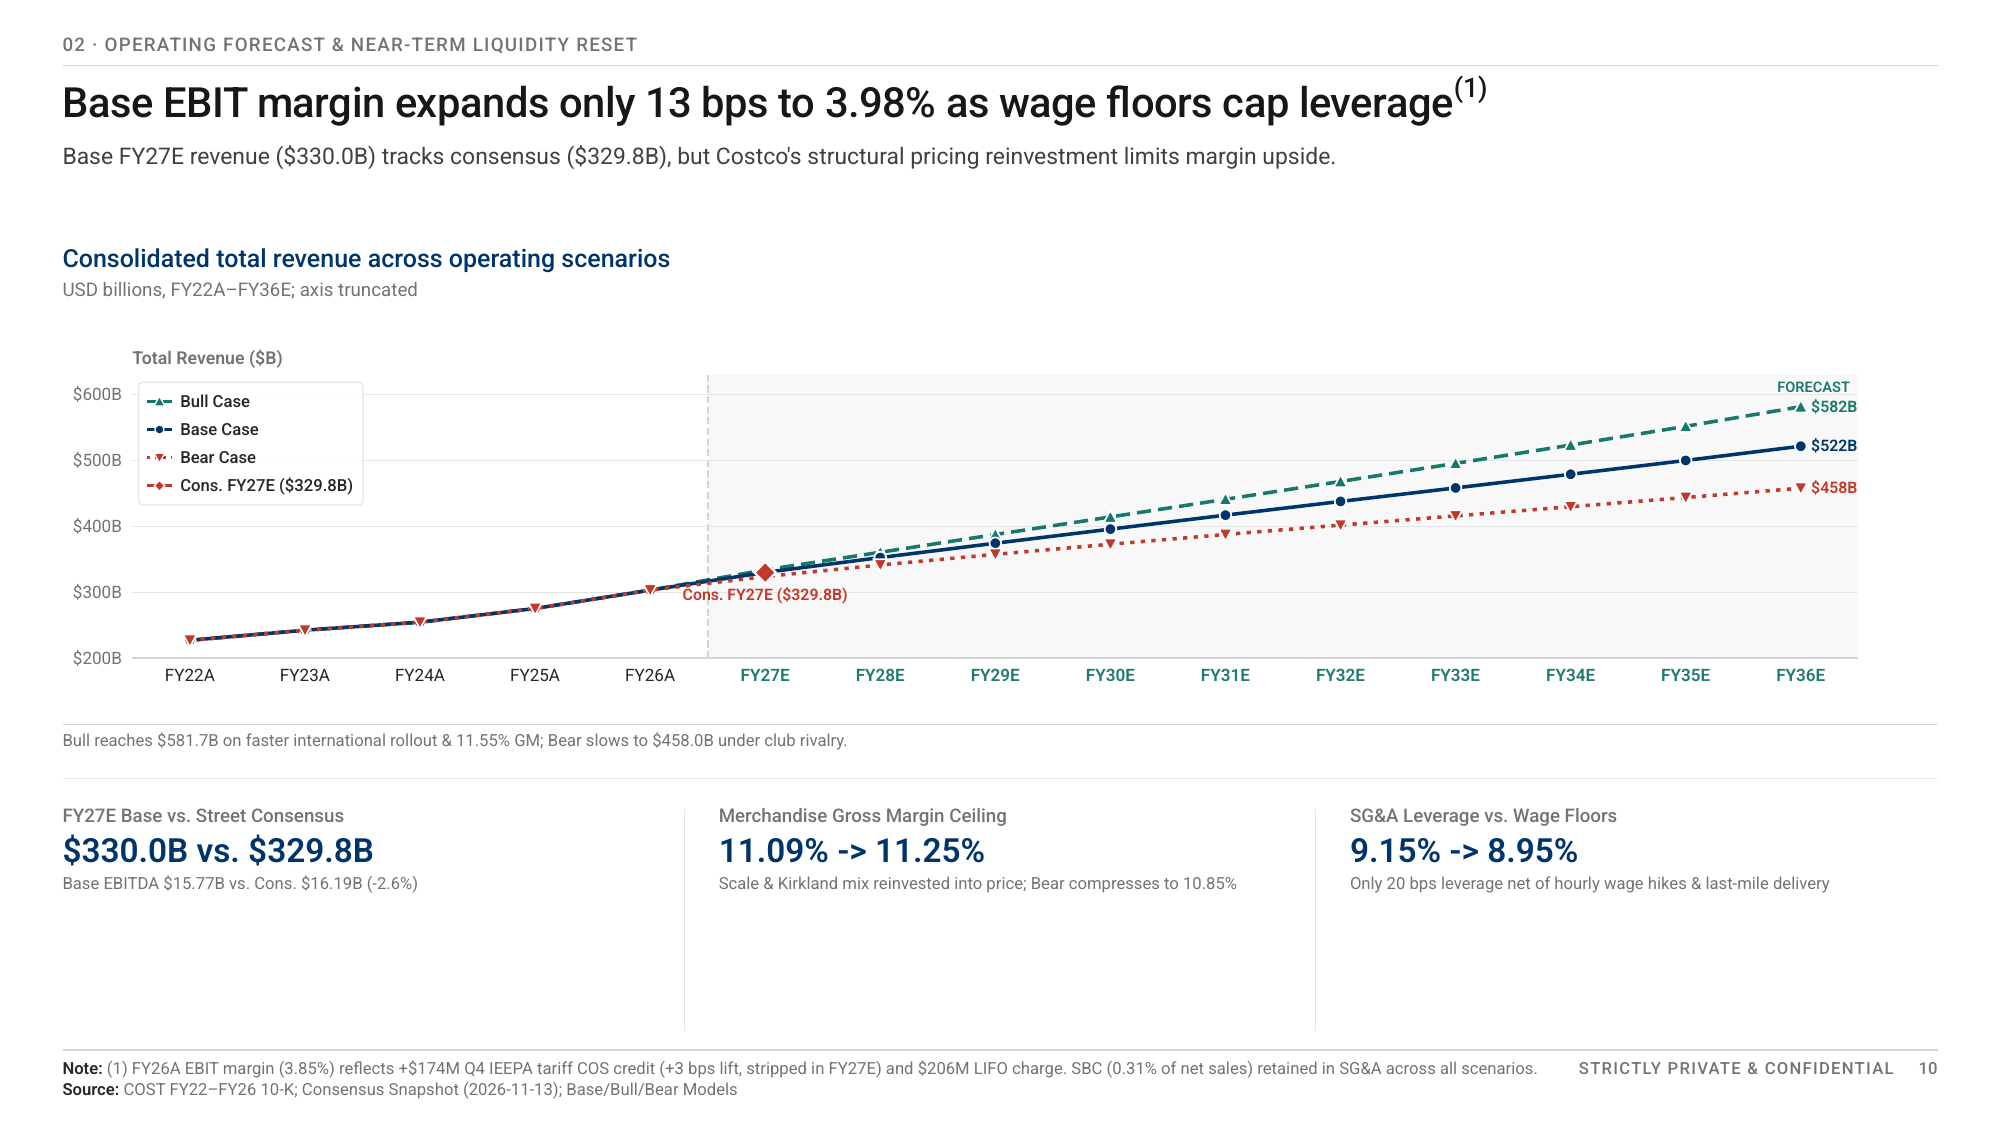 02 · OPERATING FORECAST & NEAR-TERM LIQUIDITY RESET
Base EBIT margin expands only 13 bps to 3.98% as wage floors cap leverage(1)
Base FY27E revenue ($330.0B) tracks consensus ($329.8B), but Costco's structural pricing reinvestment limits margin upside.
Consolidated total revenue across operating scenarios
USD billions, FY22A–FY36E; axis truncated
Total Revenue ($B)
$600B
$500B
$400B
$300B
$200B
Bull Case
Base Case
Bear Case
Cons. FY27E ($329.8B)
FORECAST
$582B
$522B
$458B
Cons. FY27E ($329.8B)
FY22A FY23A FY24A FY25A FY26A FY27E FY28E FY29E FY30E FY31E FY32E FY33E FY34E FY35E FY36E
Bull reaches $581.7B on faster international rollout & 11.55% GM; Bear slows to $458.0B under club rivalry.
FY27E Base vs. Street Consensus
$330.0B vs. $329.8B
Base EBITDA $15.77B vs. Cons. $16.19B (-2.6%)
Merchandise Gross Margin Ceiling
11.09% -> 11.25%
Scale & Kirkland mix reinvested into price; Bear compresses to 10.85%
SG&A Leverage vs. Wage Floors
9.15% -> 8.95%
Only 20 bps leverage net of hourly wage hikes & last-mile delivery
Note: (1) FY26A EBIT margin (3.85%) reflects +$174M Q4 IEEPA tariff COS credit (+3 bps lift, stripped in FY27E) and $206M LIFO charge. SBC (0.31% of net sales) retained in SG&A across all scenarios.
Source: COST FY22–FY26 10-K; Consensus Snapshot (2026-11-13); Base/Bull/Bear Models
STRICTLY PRIVATE & CONFIDENTIAL 10